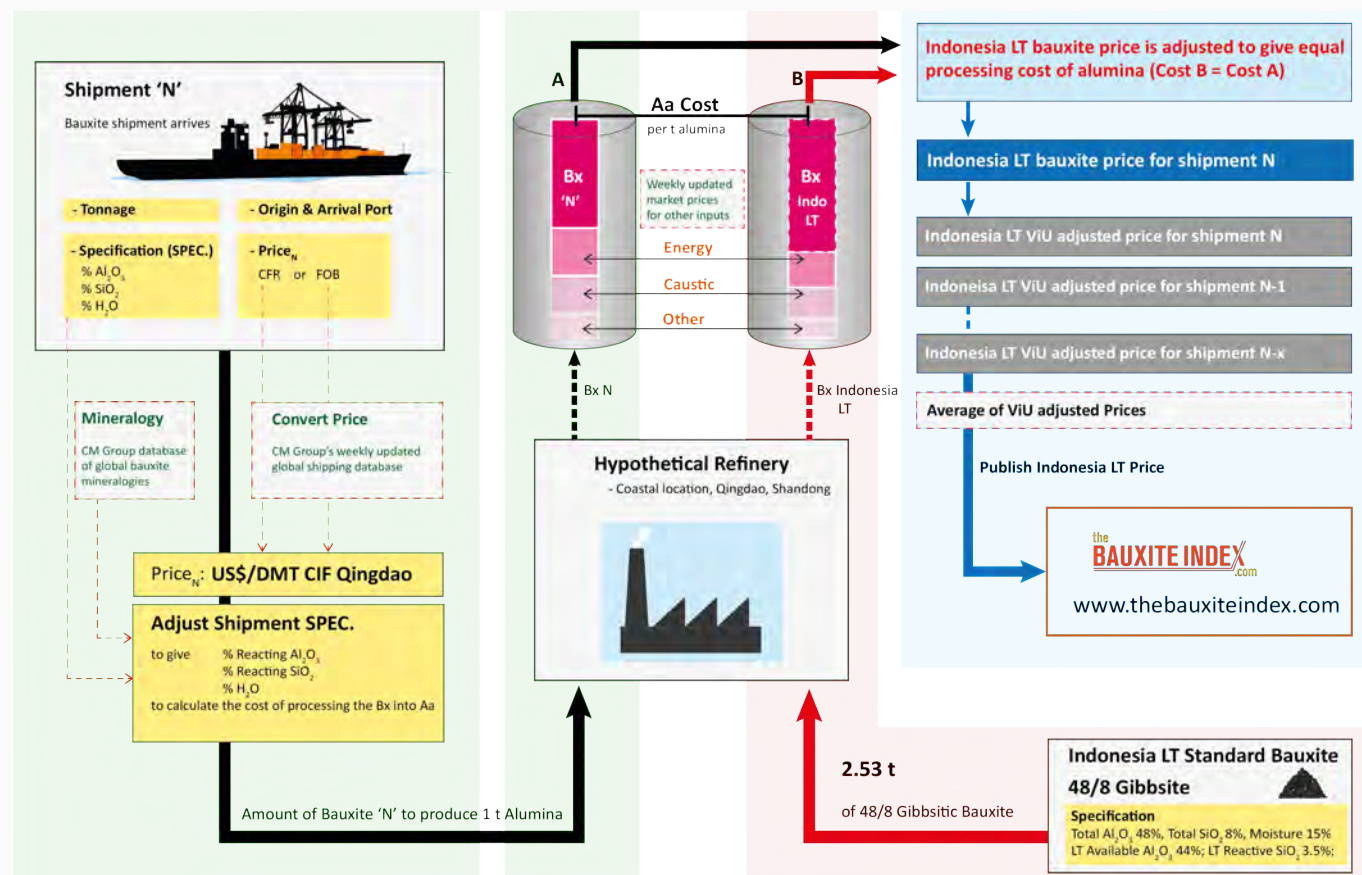 Shipment ‘N’
Bauxite shipment arrives
- Tonnage
- Origin & Arrival Port
- Specification (SPEC.)
% Al₂O₃
% SiO₂
% H₂O
- Price_N
CFR or FOB
Mineralogy
CM Group database
of global bauxite
mineralogies
Convert Price
CM Group's weekly updated
global shipping database
Price_N: US$/DMT CIF Qingdao
Adjust Shipment SPEC.
to give % Reacting Al₂O₃
% Reacting SiO₂
% H₂O
to calculate the cost of processing the Bx into Aa
Amount of Bauxite ‘N’ to produce 1 t Alumina
A
B
Aa Cost
per t alumina
Bx
‘N’
Weekly updated
market prices
for other inputs
Bx
Indo
LT
Energy
Caustic
Other
Bx N
Bx Indonesia
LT
Hypothetical Refinery
- Coastal location, Qingdao, Shandong
2.53 t
of 48/8 Gibbsitic Bauxite
Indonesia LT bauxite price is adjusted to give equal
processing cost of alumina (Cost B = Cost A)
Indonesia LT bauxite price for shipment N
Indonesia LT ViU adjusted price for shipment N
Indoneisa LT ViU adjusted price for shipment N-1
Indonesia LT ViU adjusted price for shipment N-x
Average of ViU adjusted Prices
Publish Indonesia LT Price
the
BAUXITE INDEX
.com
www.thebauxiteindex.com
Indonesia LT Standard Bauxite
48/8 Gibbsite
Specification
Total Al₂O₃ 48%, Total SiO₂ 8%, Moisture 15%
LT Available Al₂O₃ 44%; LT Reactive SiO₂ 3.5%;